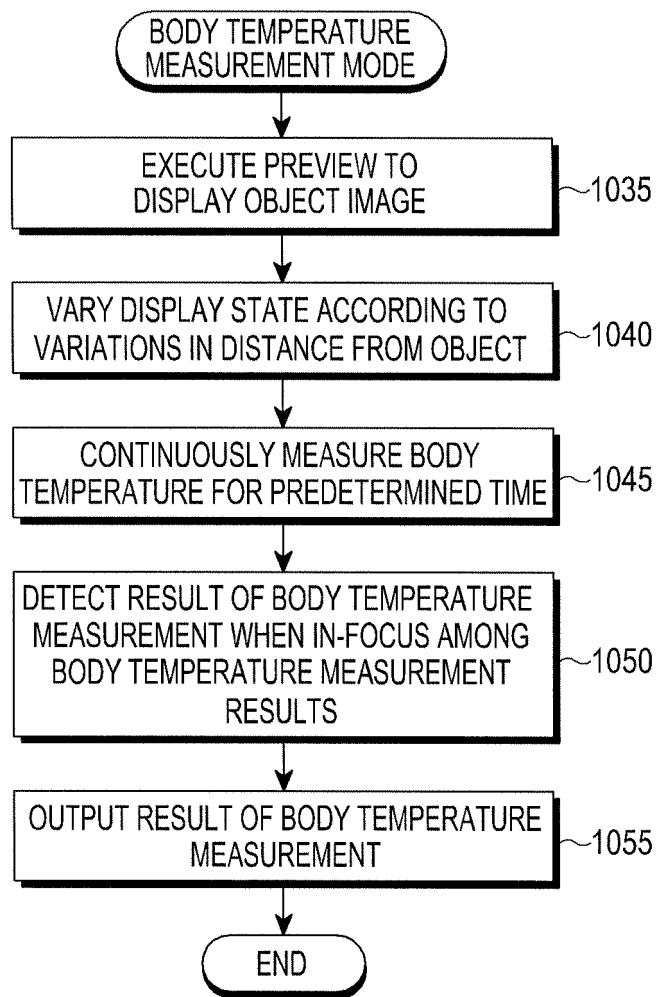 BODY TEMPERATURE
MEASUREMENT MODE
EXECUTE PREVIEW TO
DISPLAY OBJECT IMAGE
1035
VARY DISPLAY STATE ACCORDING TO
VARIATIONS IN DISTANCE FROM OBJECT
1040
CONTINUOUSLY MEASURE BODY
TEMPERATURE FOR PREDETERMINED TIME
1045
DETECT RESULT OF BODY TEMPERATURE
MEASUREMENT WHEN IN-FOCUS AMONG
BODY TEMPERATURE MEASUREMENT
RESULTS
1050
OUTPUT RESULT OF BODY TEMPERATURE
MEASUREMENT
1055
END